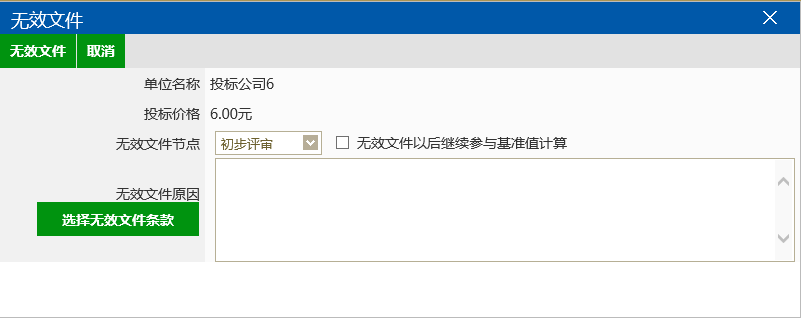 无效文件
无效文件 取消
单位名称 投标公司6
投标价格 6.00元
无效文件节点 初步评审 无效文件以后继续参与基准值计算
无效文件原因
选择无效文件条款